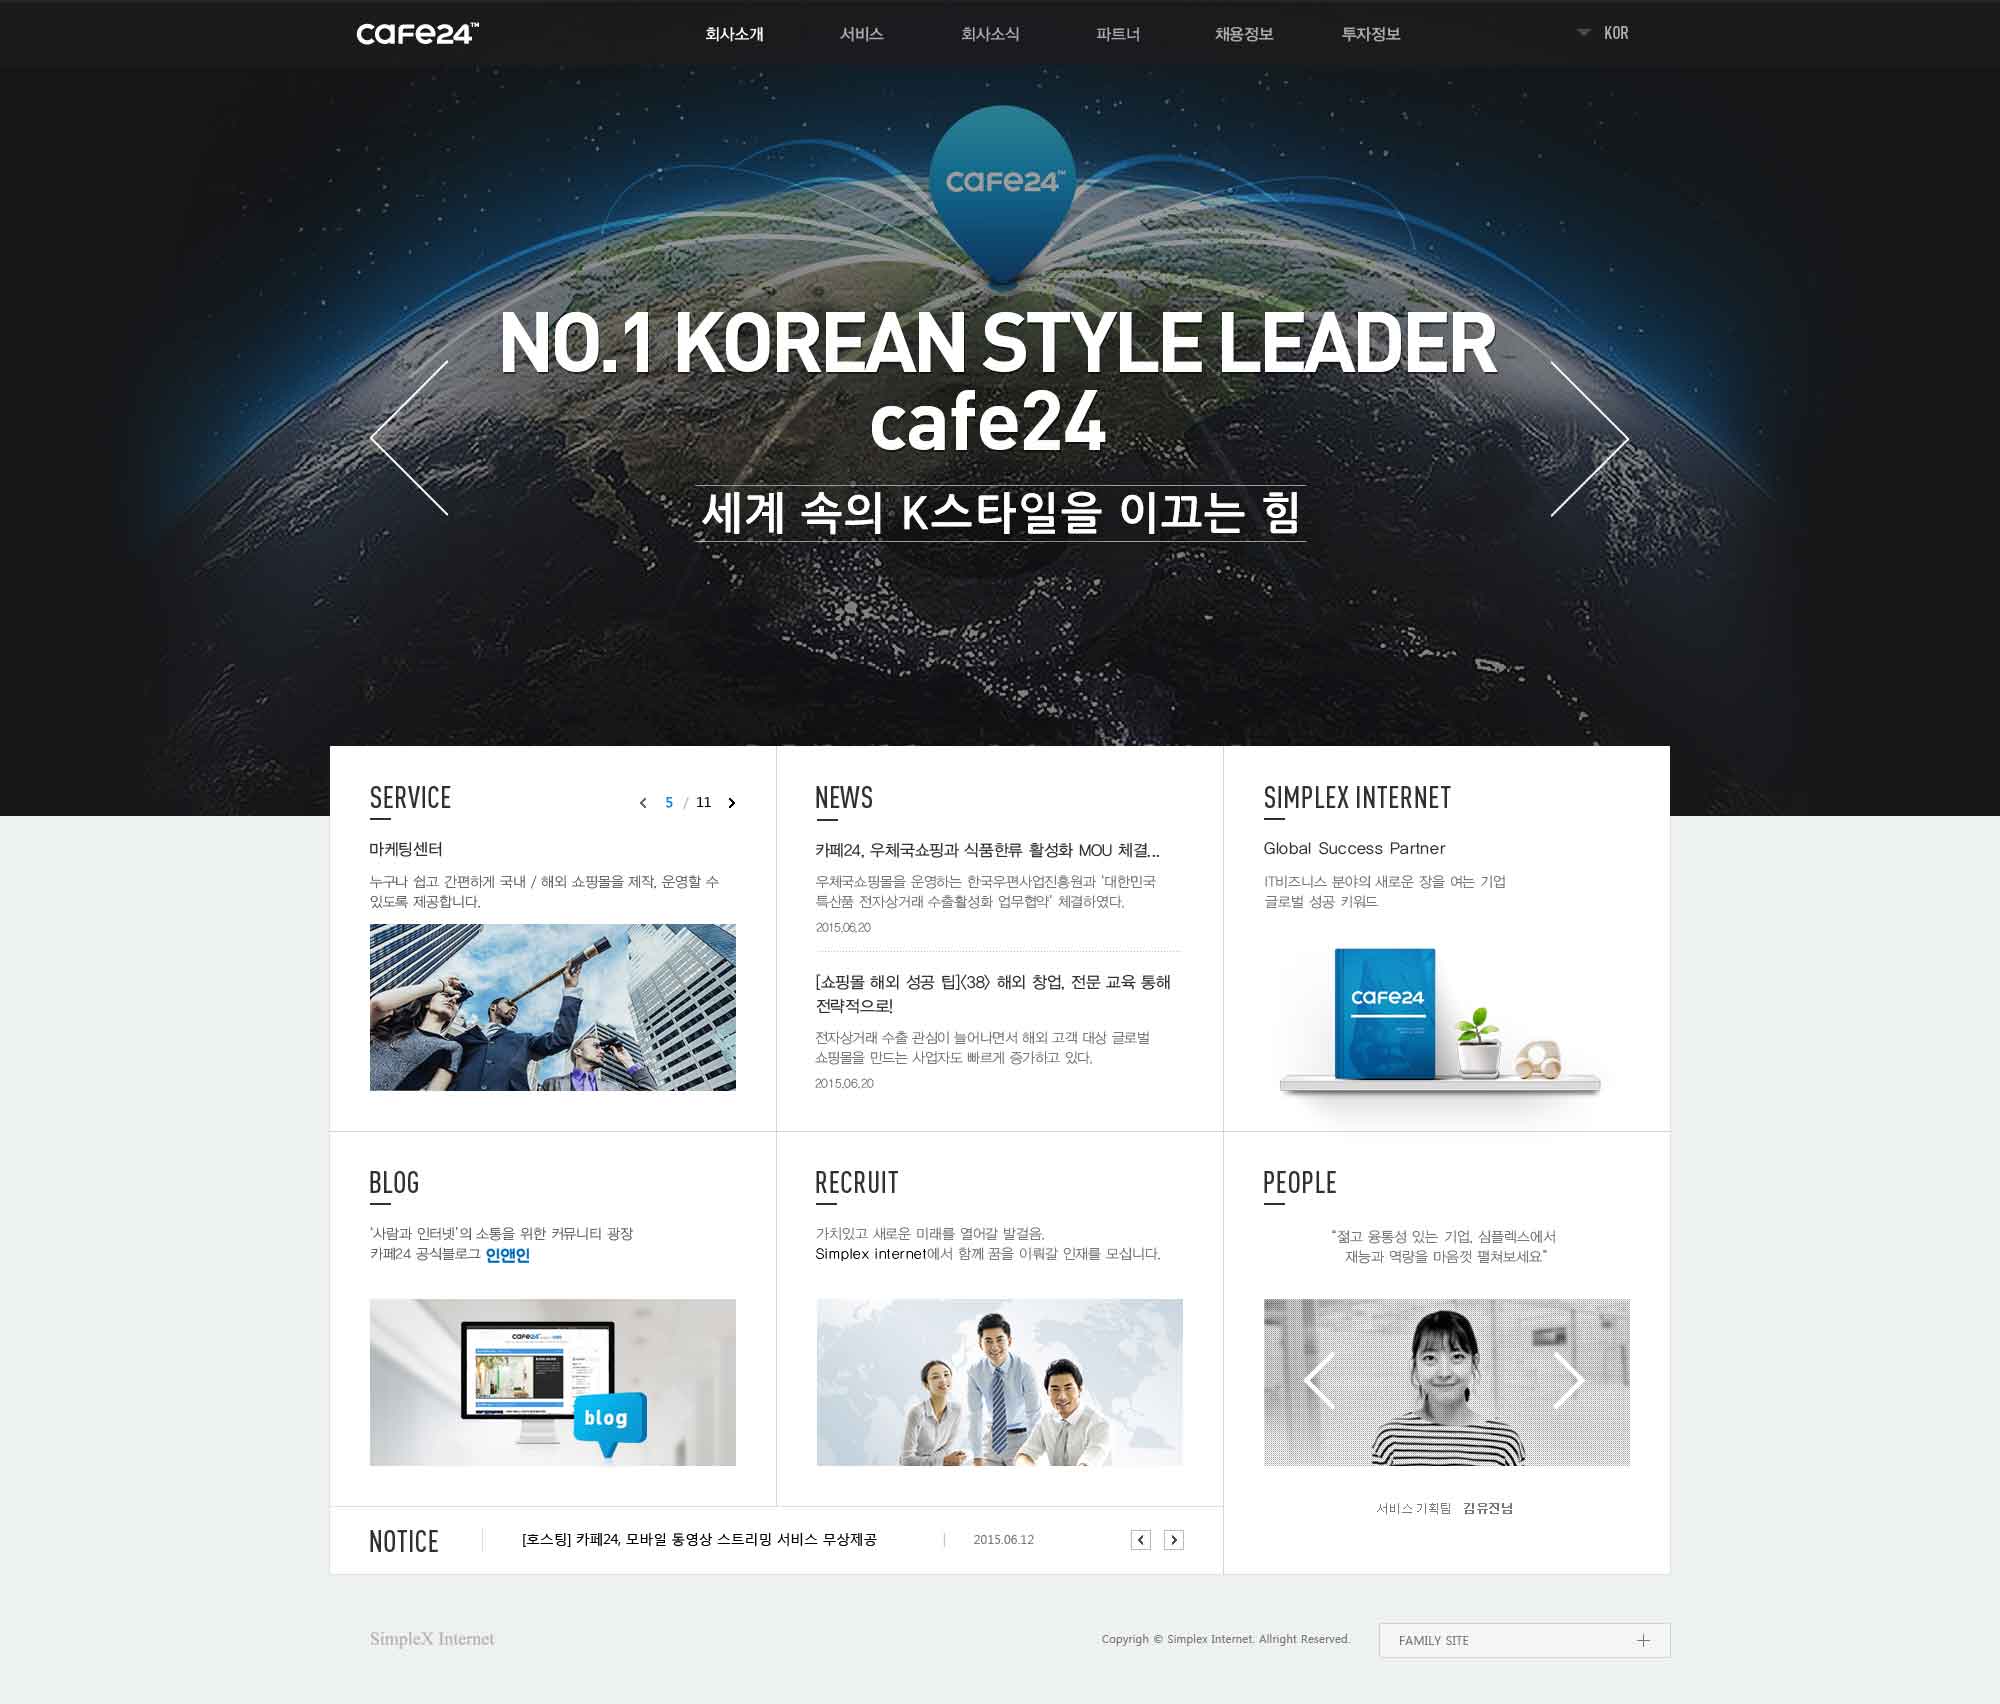 cafe24™
회사소개 서비스 회사소식 파트너 채용정보 투자정보 KOR
cafe24™
NO.1 KOREAN STYLE LEADER
cafe24
세계 속의 K스타일을 이끄는 힘
SERVICE
5 / 11
마케팅센터
누구나 쉽고 간편하게 국내 / 해외 쇼핑몰을 제작, 운영할 수
있도록 제공합니다.
NEWS
카페24, 우체국쇼핑과 식품한류 활성화 MOU 체결...
우체국쇼핑몰을 운영하는 한국우편사업진흥원과 '대한민국
특산품 전자상거래 수출활성화 업무협약' 체결하였다.
2015.06.20
[쇼핑몰 해외 성공 팁]<38> 해외 창업, 전문 교육 통해
전략적으로!
전자상거래 수출 관심이 늘어나면서 해외 고객 대상 글로벌
쇼핑몰을 만드는 사업자도 빠르게 증가하고 있다.
2015.06.20
SIMPLEX INTERNET
Global Success Partner
IT비즈니스 분야의 새로운 장을 여는 기업
글로벌 성공 키워드
cafe24
BLOG
'사람과 인터넷'의 소통을 위한 커뮤니티 광장
카페24 공식블로그 인앤인
cafe24
blog
RECRUIT
가치있고 새로운 미래를 열어갈 발걸음.
Simplex internet에서 함께 꿈을 이뤄갈 인재를 모십니다.
PEOPLE
"젊고 융통성 있는 기업, 심플렉스에서
재능과 역량을 마음껏 펼쳐보세요"
서비스 기획팀 김유진님
NOTICE
[호스팅] 카페24, 모바일 동영상 스트리밍 서비스 무상제공 | 2015.06.12
SimpleX Internet
Copyrigh © Simplex Internet. Allright Reserved.
FAMILY SITE